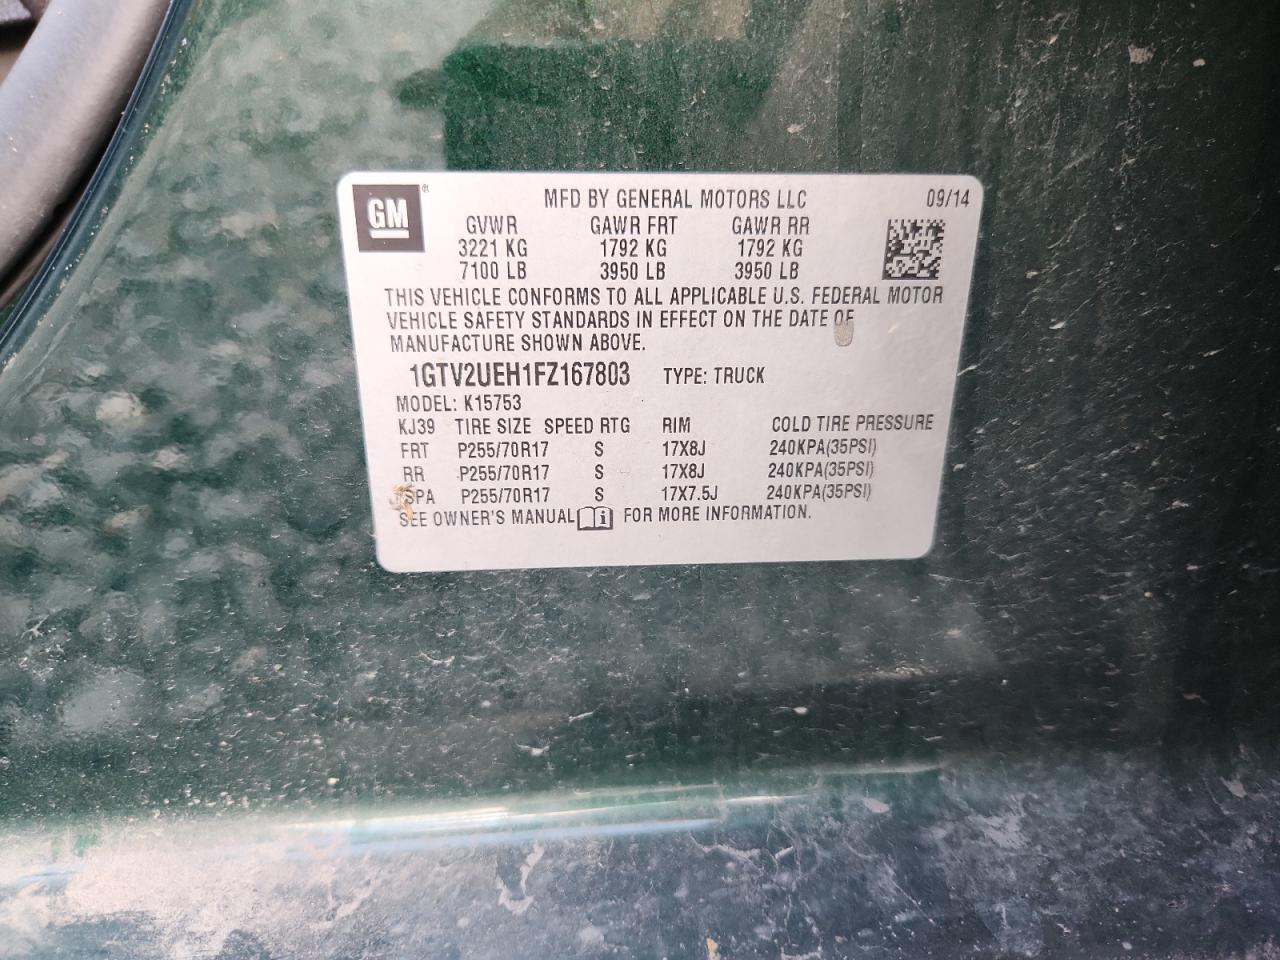 GM® MFD BY GENERAL MOTORS LLC 09/14
GVWR GAWR FRT GAWR RR
3221 KG 1792 KG 1792 KG
7100 LB 3950 LB 3950 LB
THIS VEHICLE CONFORMS TO ALL APPLICABLE U.S. FEDERAL MOTOR
VEHICLE SAFETY STANDARDS IN EFFECT ON THE DATE OF
MANUFACTURE SHOWN ABOVE.
1GTV2UEH1FZ167803 TYPE: TRUCK
MODEL: K15753
KJ39 TIRE SIZE SPEED RTG RIM COLD TIRE PRESSURE
FRT P255/70R17 S 17X8J 240KPA(35PSI)
RR P255/70R17 S 17X8J 240KPA(35PSI)
SPA P255/70R17 S 17X7.5J 240KPA(35PSI)
SEE OWNER'S MANUAL i FOR MORE INFORMATION.